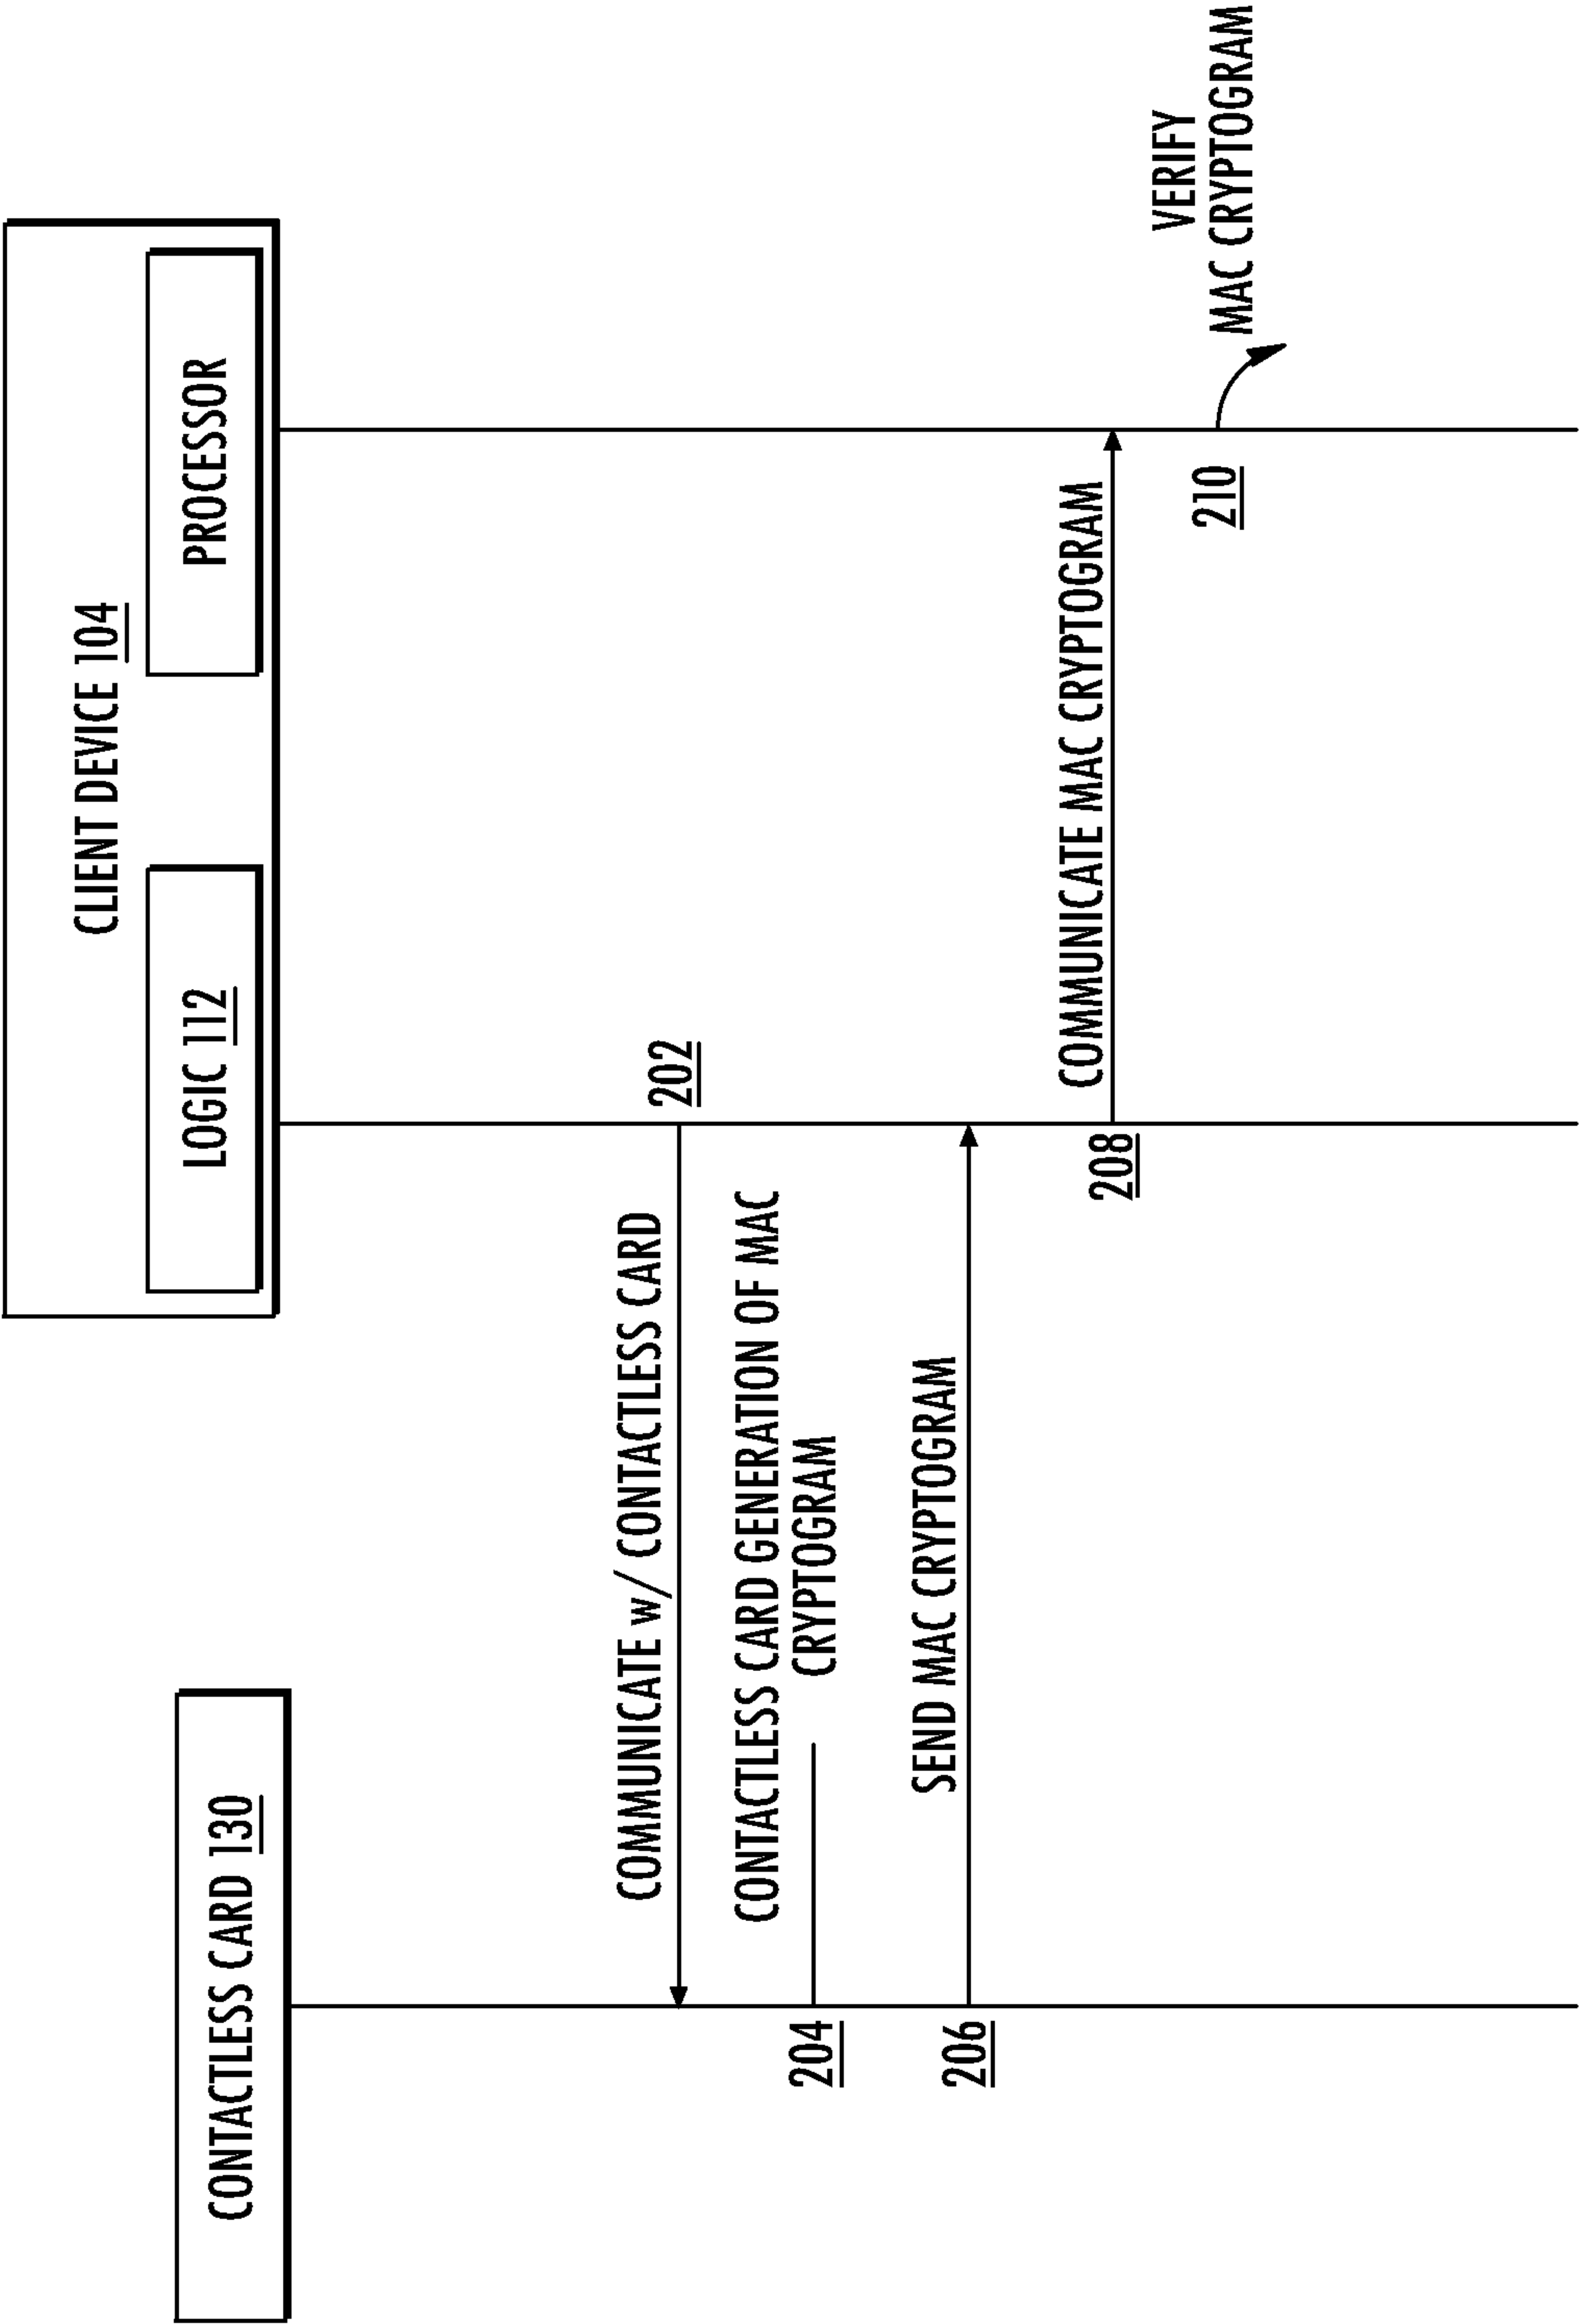 CONTACTLESS CARD 130
CLIENT DEVICE 104
LOGIC 112
PROCESSOR
COMMUNICATE w/ CONTACTLESS CARD
202
CONTACTLESS CARD GENERATION OF MAC
CRYPTOGRAM
204
SEND MAC CRYPTOGRAM
206
COMMUNICATE MAC CRYPTOGRAM
208
210
VERIFY
MAC CRYPTOGRAM